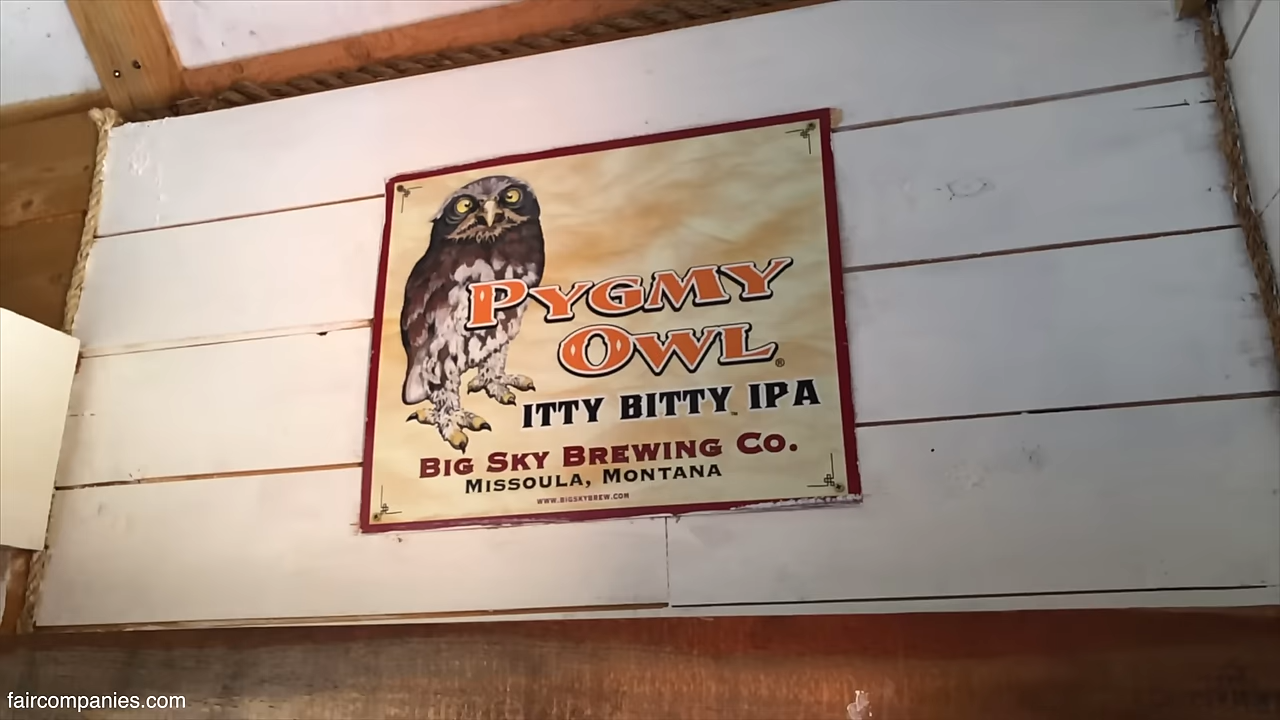 PYGMY
OWL®
ITTY BITTY IPA
BIG SKY BREWING CO.
MISSOULA, MONTANA
WWW.BIGSKYBREW.COM
faircompanies.com